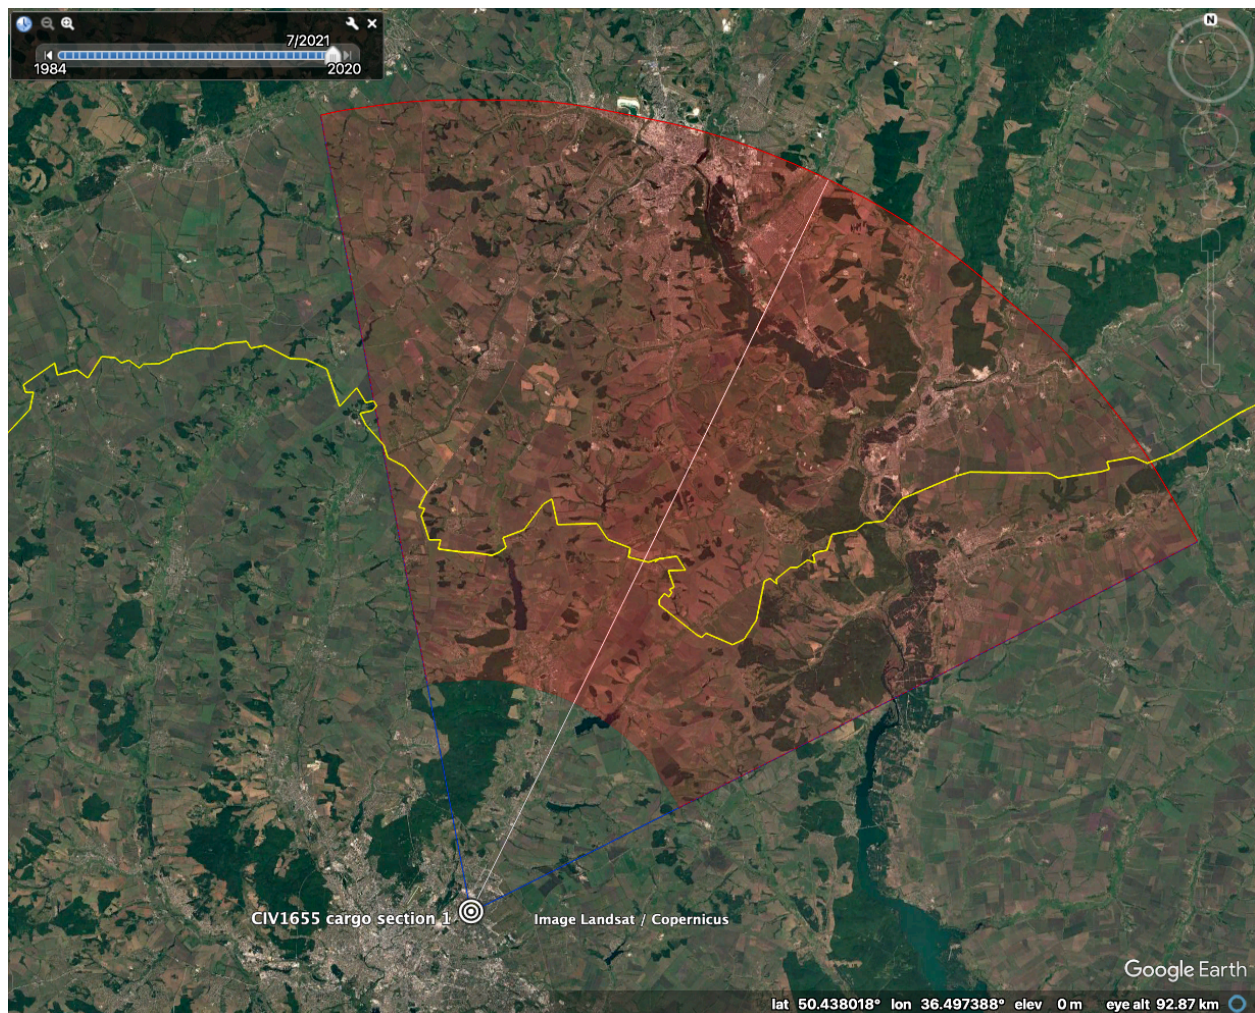 7/2021
1984
2020
N
CIV1655 cargo section 1
Image Landsat / Copernicus
Google Earth
lat 50.438018° lon 36.497388° elev 0 m eye alt 92.87 km